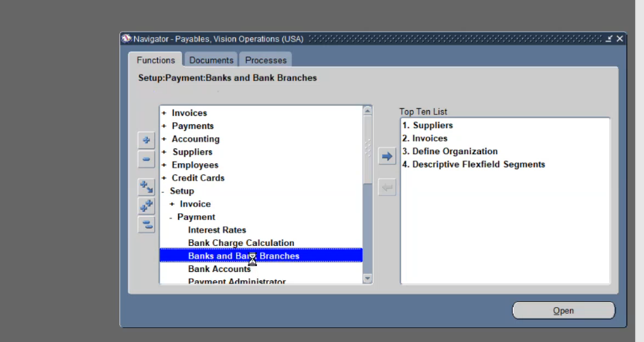 Navigator - Payables, Vision Operations (USA)
Functions Documents Processes
Setup:Payment:Banks and Bank Branches
+ Invoices
+ Payments
+ Accounting
+ Suppliers
+ Employees
+ Credit Cards
- Setup
+ Invoice
- Payment
Interest Rates
Bank Charge Calculation
Banks and Bank Branches
Bank Accounts
Payment Administrator
Top Ten List
1. Suppliers
2. Invoices
3. Define Organization
4. Descriptive Flexfield Segments
Open